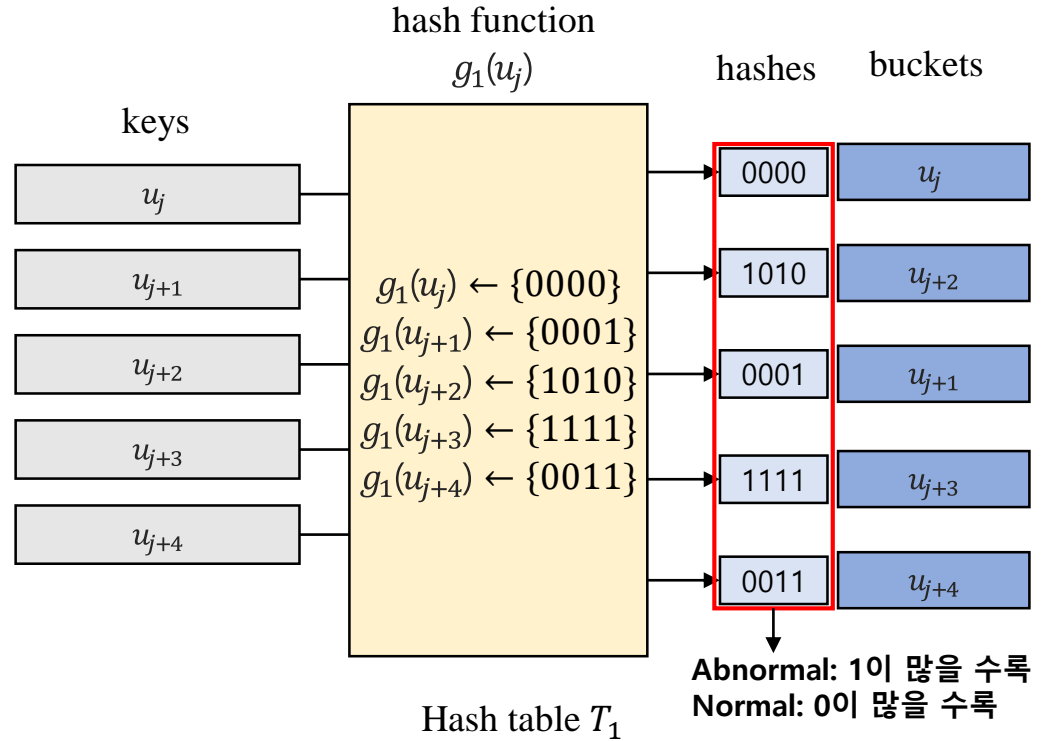 hash function
g₁(uⱼ)
keys
hashes
buckets
uⱼ
uⱼ₊₁
uⱼ₊₂
uⱼ₊₃
uⱼ₊₄
g₁(uⱼ) ← {0000}
g₁(uⱼ₊₁) ← {0001}
g₁(uⱼ₊₂) ← {1010}
g₁(uⱼ₊₃) ← {1111}
g₁(uⱼ₊₄) ← {0011}
0000 uⱼ
1010 uⱼ₊₂
0001 uⱼ₊₁
1111 uⱼ₊₃
0011 uⱼ₊₄
Abnormal: 1이 많을 수록
Normal: 0이 많을 수록
Hash table T₁